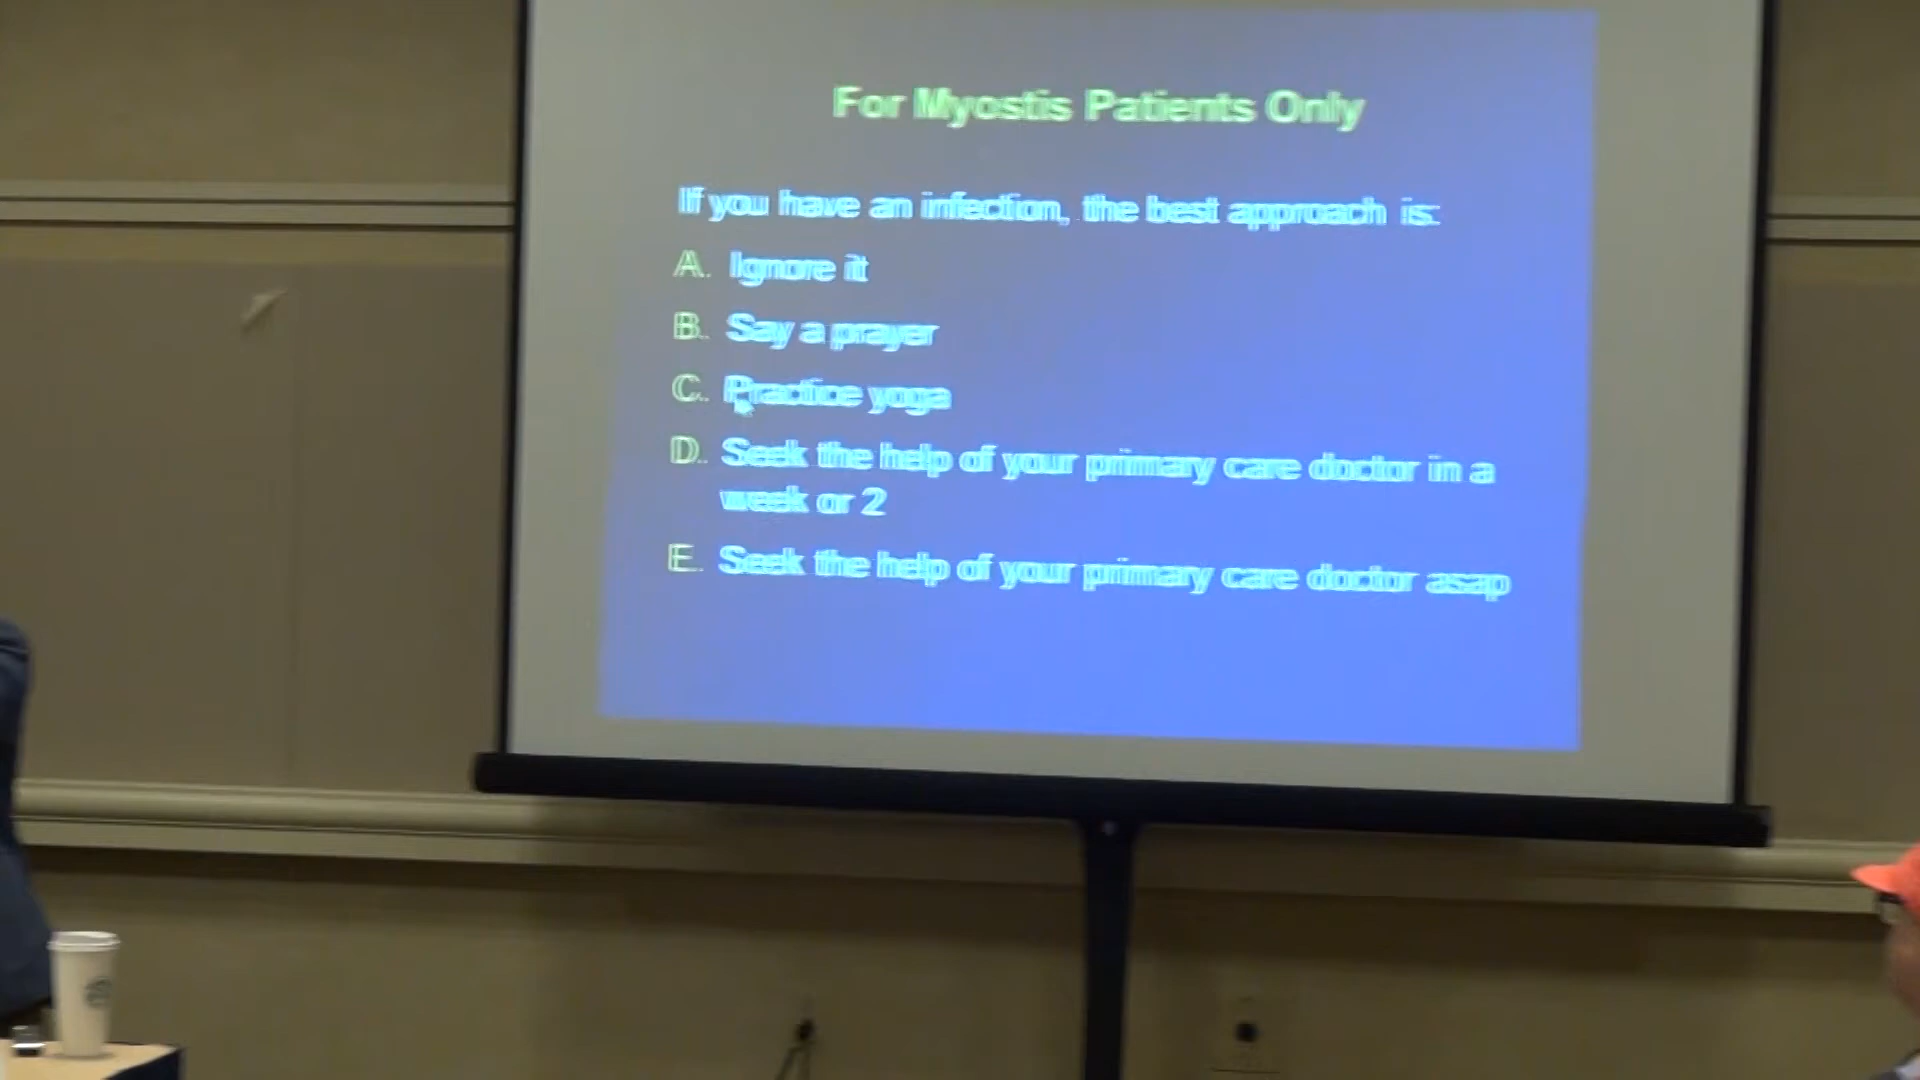 For Myostis Patients Only
If you have an infection, the best approach is:
A. Ignore it
B. Say a prayer
C. Practice yoga
D. Seek the help of your primary care doctor in a
week or 2
E. Seek the help of your primary care doctor asap